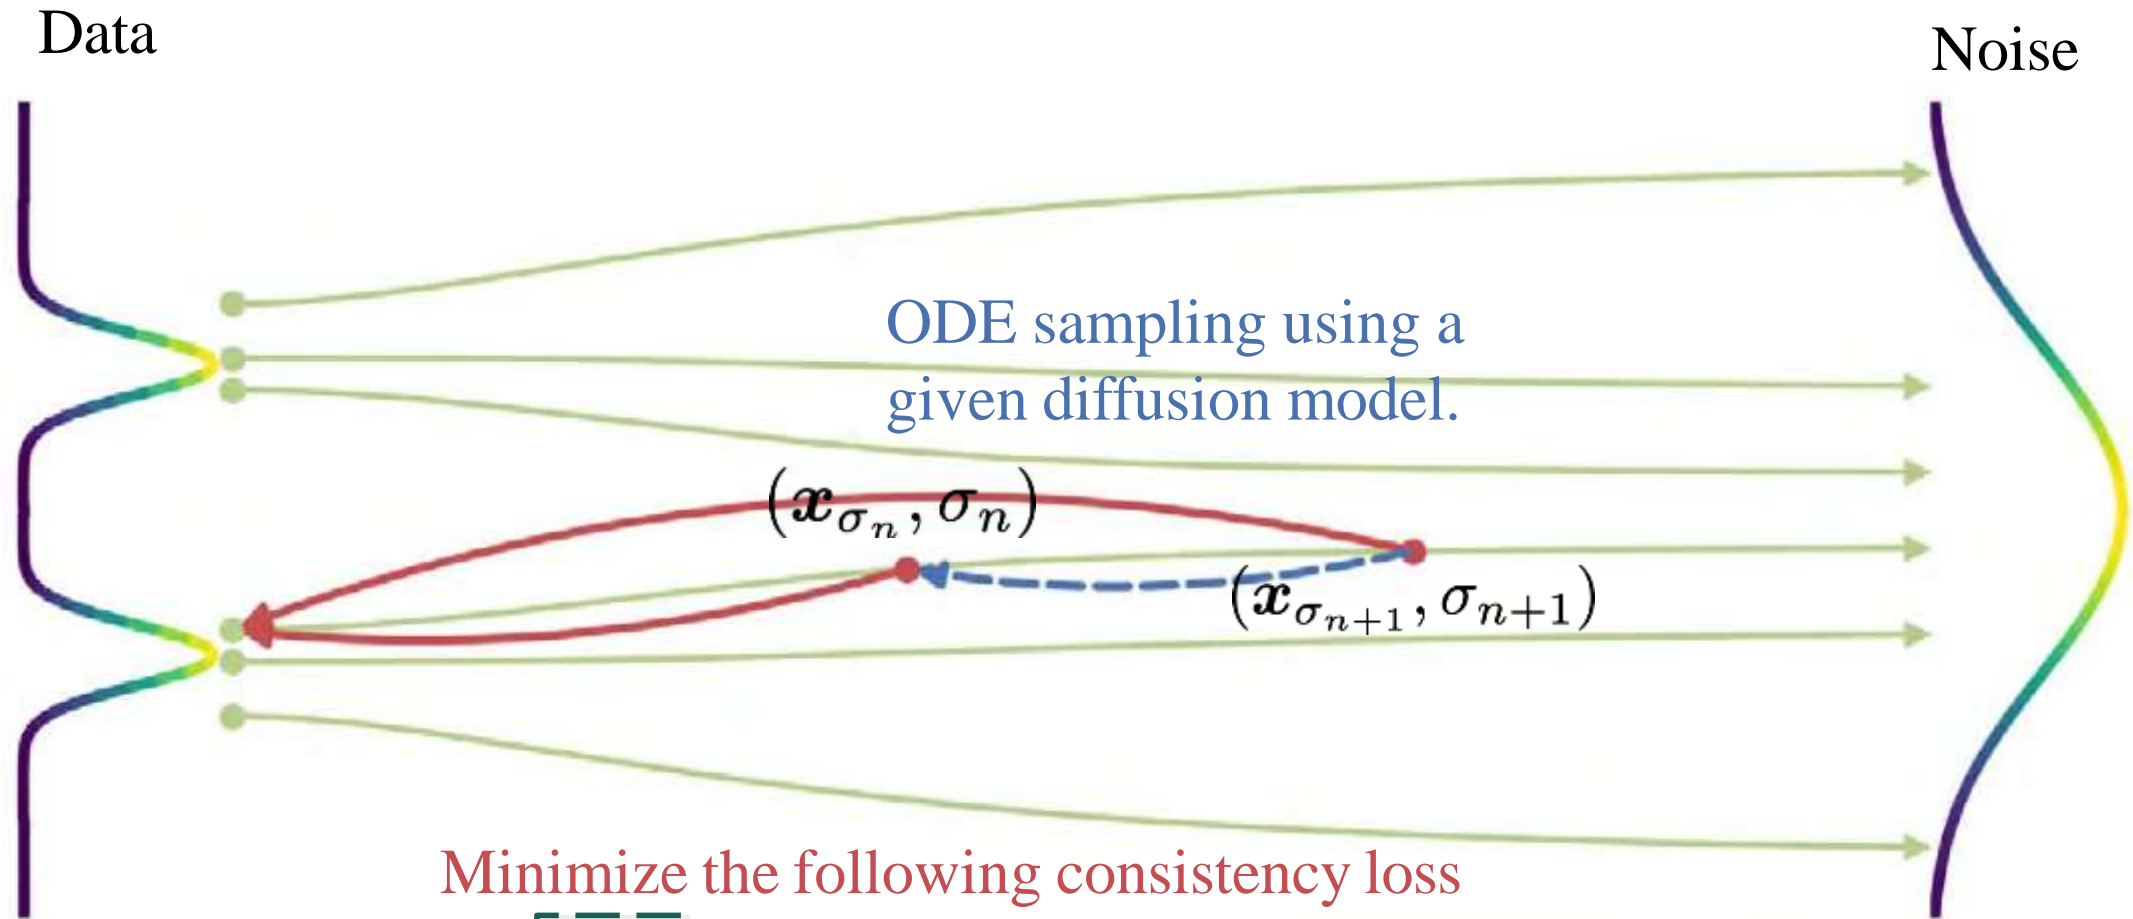 Data
Noise
ODE sampling using a
given diffusion model.
(x_{σ_n}, σ_n)
(x_{σ_{n+1}}, σ_{n+1})
Minimize the following consistency loss